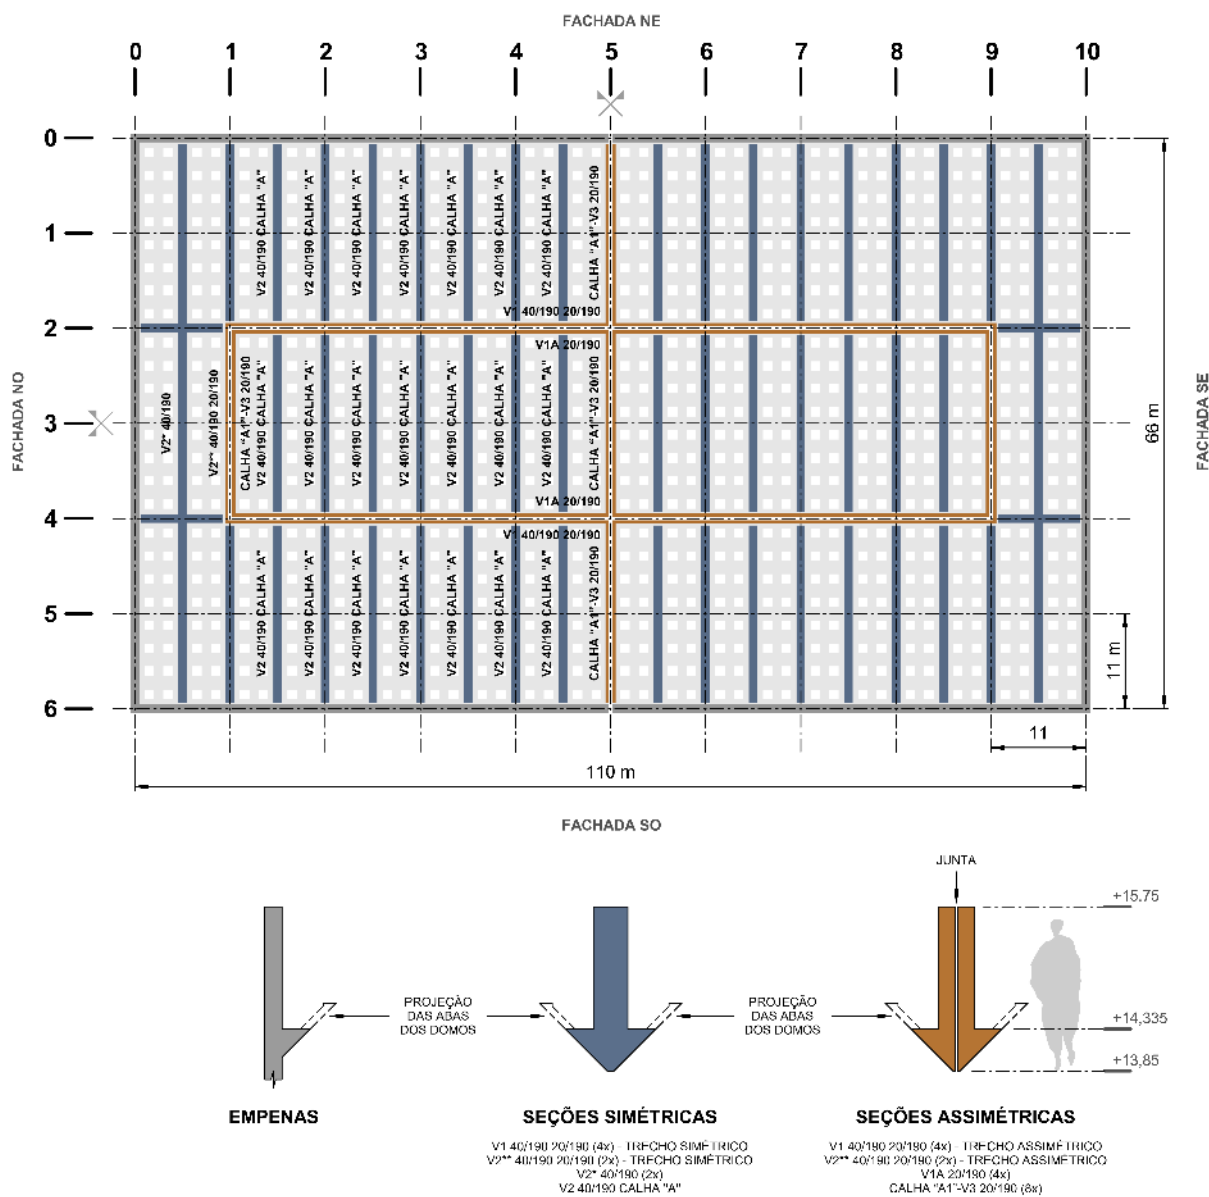 FACHADA NE
0 1 2 3 4 5 6 7 8 9 10
0
1
2
3
4
5
6
FACHADA NO
FACHADA SE
V2 40/190 CALHA "A"
V2 40/190 CALHA "A"
V2 40/190 CALHA "A"
V2 40/190 CALHA "A"
V2 40/190 CALHA "A"
V2 40/190 CALHA "A"
V2 40/190 CALHA "A"
CALHA "A1"-V3 20/190
V1 40/190 20/190
V1A 20/190
V2* 40/190
V2** 40/190 20/190
CALHA "A1"-V3 20/190
V2 40/190 CALHA "A"
V2 40/190 CALHA "A"
V2 40/190 CALHA "A"
V2 40/190 CALHA "A"
V2 40/190 CALHA "A"
V2 40/190 CALHA "A"
V2 40/190 CALHA "A"
CALHA "A1"-V3 20/190
V1A 20/190
V1 40/190 20/190
V2 40/190 CALHA "A"
V2 40/190 CALHA "A"
V2 40/190 CALHA "A"
V2 40/190 CALHA "A"
V2 40/190 CALHA "A"
V2 40/190 CALHA "A"
V2 40/190 CALHA "A"
CALHA "A1"-V3 20/190
66 m
11 m
11
110 m
FACHADA SO
JUNTA
+15.75
PROJEÇÃO
DAS ABAS
DOS DOMOS
PROJEÇÃO
DAS ABAS
DOS DOMOS
+14,335
+13,85
EMPENAS
SEÇÕES SIMÉTRICAS
V1 40/190 20/190 (4x) - TRECHO SIMÉTRICO
V2** 40/190 20/190 (2x) - TRECHO SIMÉTRICO
V2* 40/190 (2x)
V2 40/190 CALHA "A"
SEÇÕES ASSIMÉTRICAS
V1 40/190 20/190 (4x) - TRECHO ASSIMÉTRICO
V2** 40/190 20/190 (2x) - TRECHO ASSIMÉTRICO
V1A 20/190 (4x)
CALHA "A1"-V3 20/190 (6x)